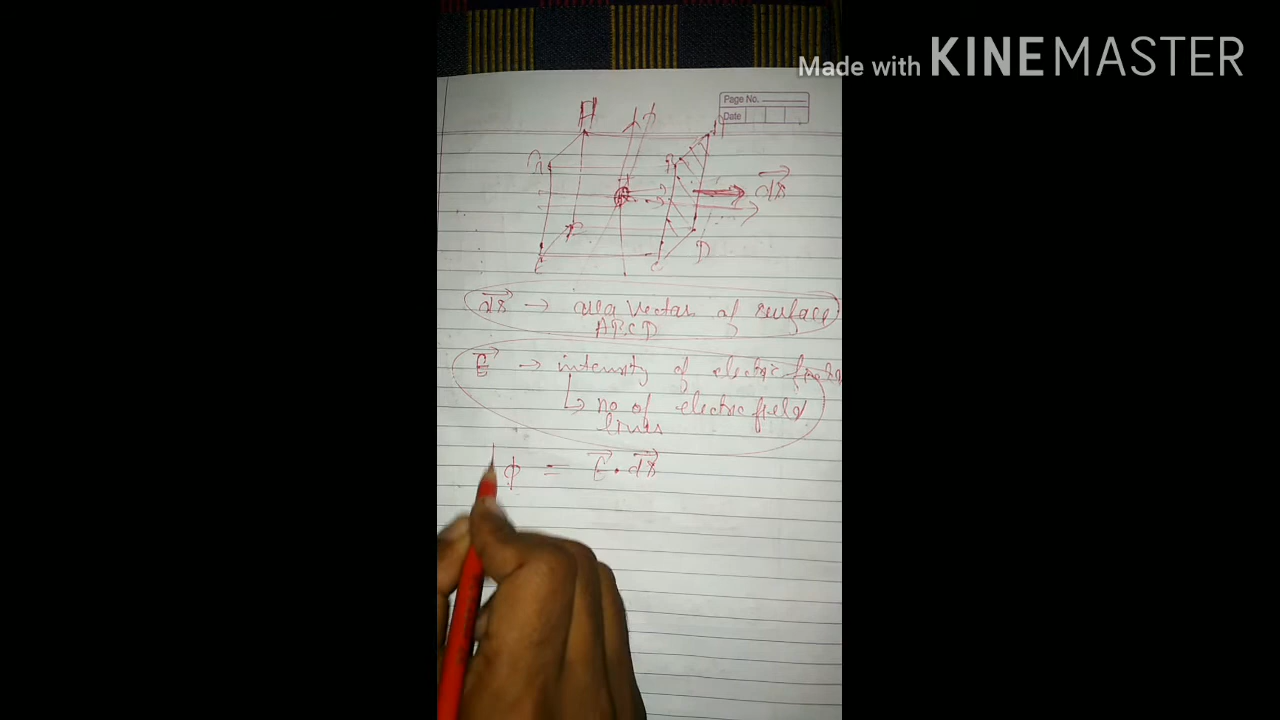 Made with KINEMASTER
Page No.
Date
H
ds
D
ds → area vector of surface
ABCD
E → intensity of electric field
↳ no of electric field
lines
ϕ = E · ds